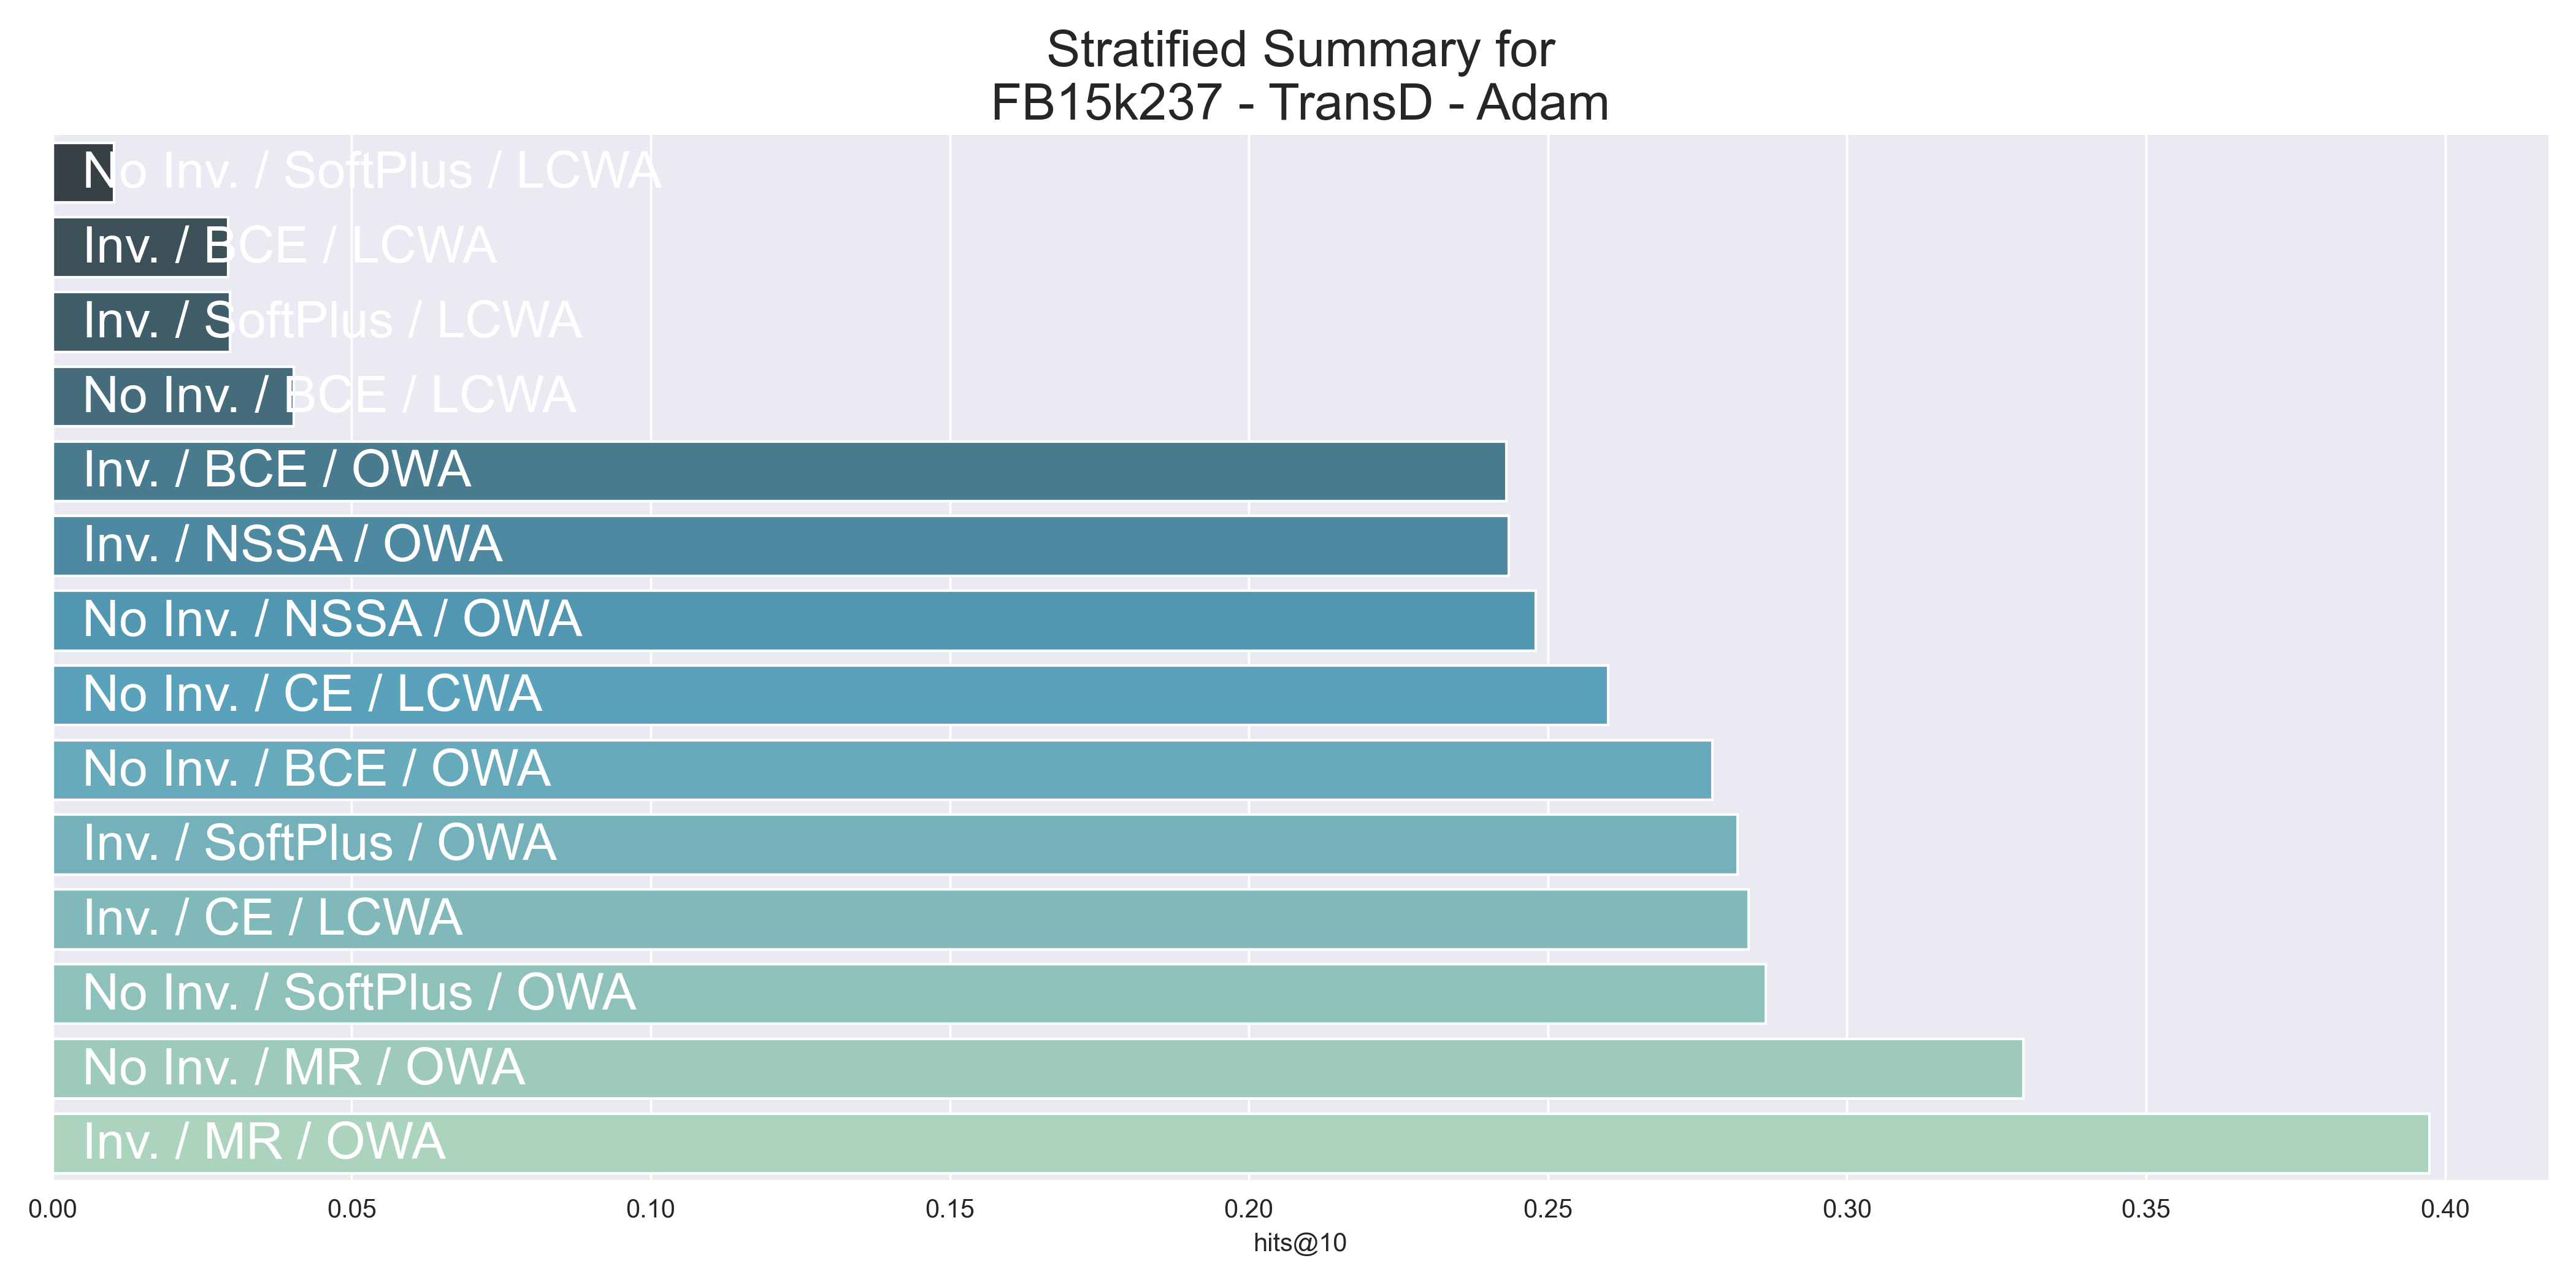 Stratified Summary for
FB15k237 - TransD - Adam
No Inv. / SoftPlus / LCWA
Inv. / BCE / LCWA
Inv. / SoftPlus / LCWA
No Inv. / BCE / LCWA
Inv. / BCE / OWA
Inv. / NSSA / OWA
No Inv. / NSSA / OWA
No Inv. / CE / LCWA
No Inv. / BCE / OWA
Inv. / SoftPlus / OWA
Inv. / CE / LCWA
No Inv. / SoftPlus / OWA
No Inv. / MR / OWA
Inv. / MR / OWA
0.00 0.05 0.10 0.15 0.20 0.25 0.30 0.35 0.40
hits@10